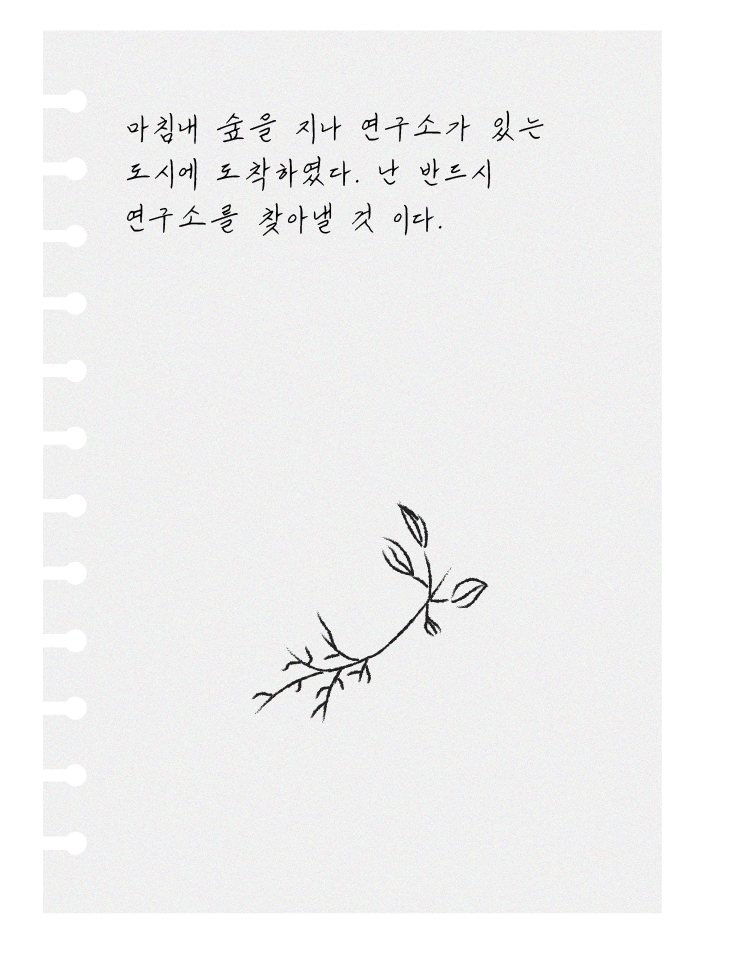 마침내 숲을 지나 연구소가 있는
도시에 도착하였다. 난 반드시
연구소를 찾아낼 것 이다.